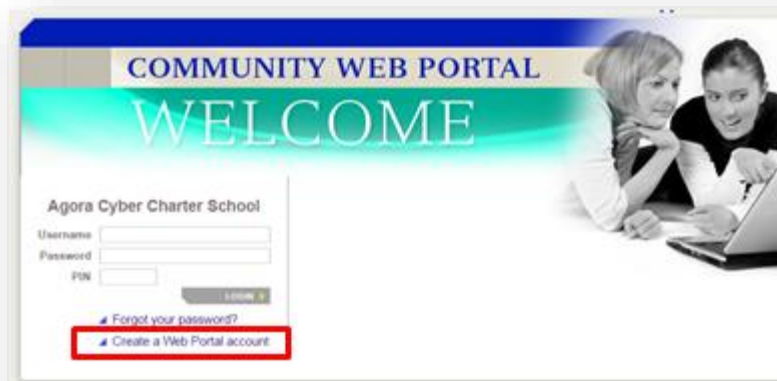 COMMUNITY WEB PORTAL
WELCOME
Agora Cyber Charter School
Username
Password
PIN
LOGIN
Forgot your password?
Create a Web Portal account